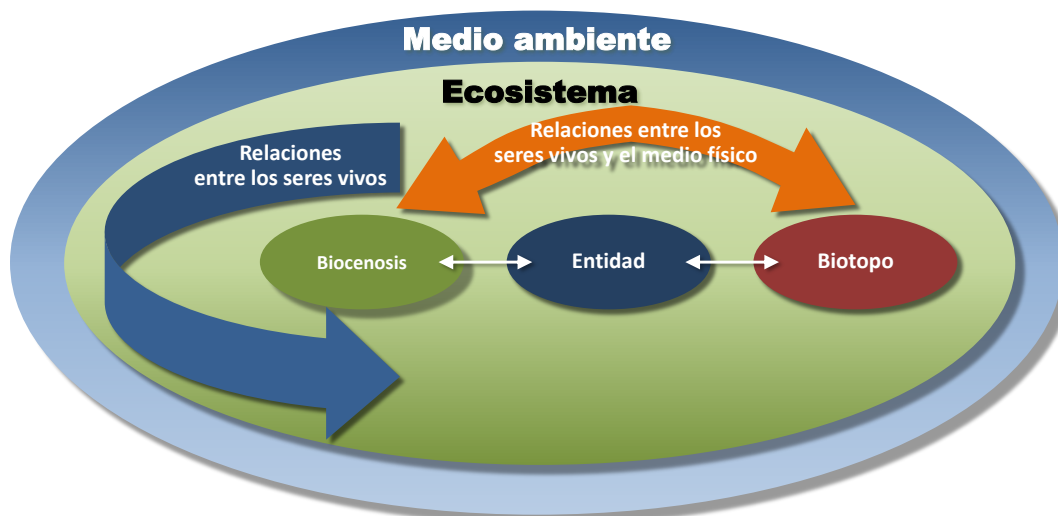 Medio ambiente
Ecosistema
Relaciones entre los
seres vivos y el medio físico
Relaciones
entre los seres vivos
Biocenosis
Entidad
Biotopo